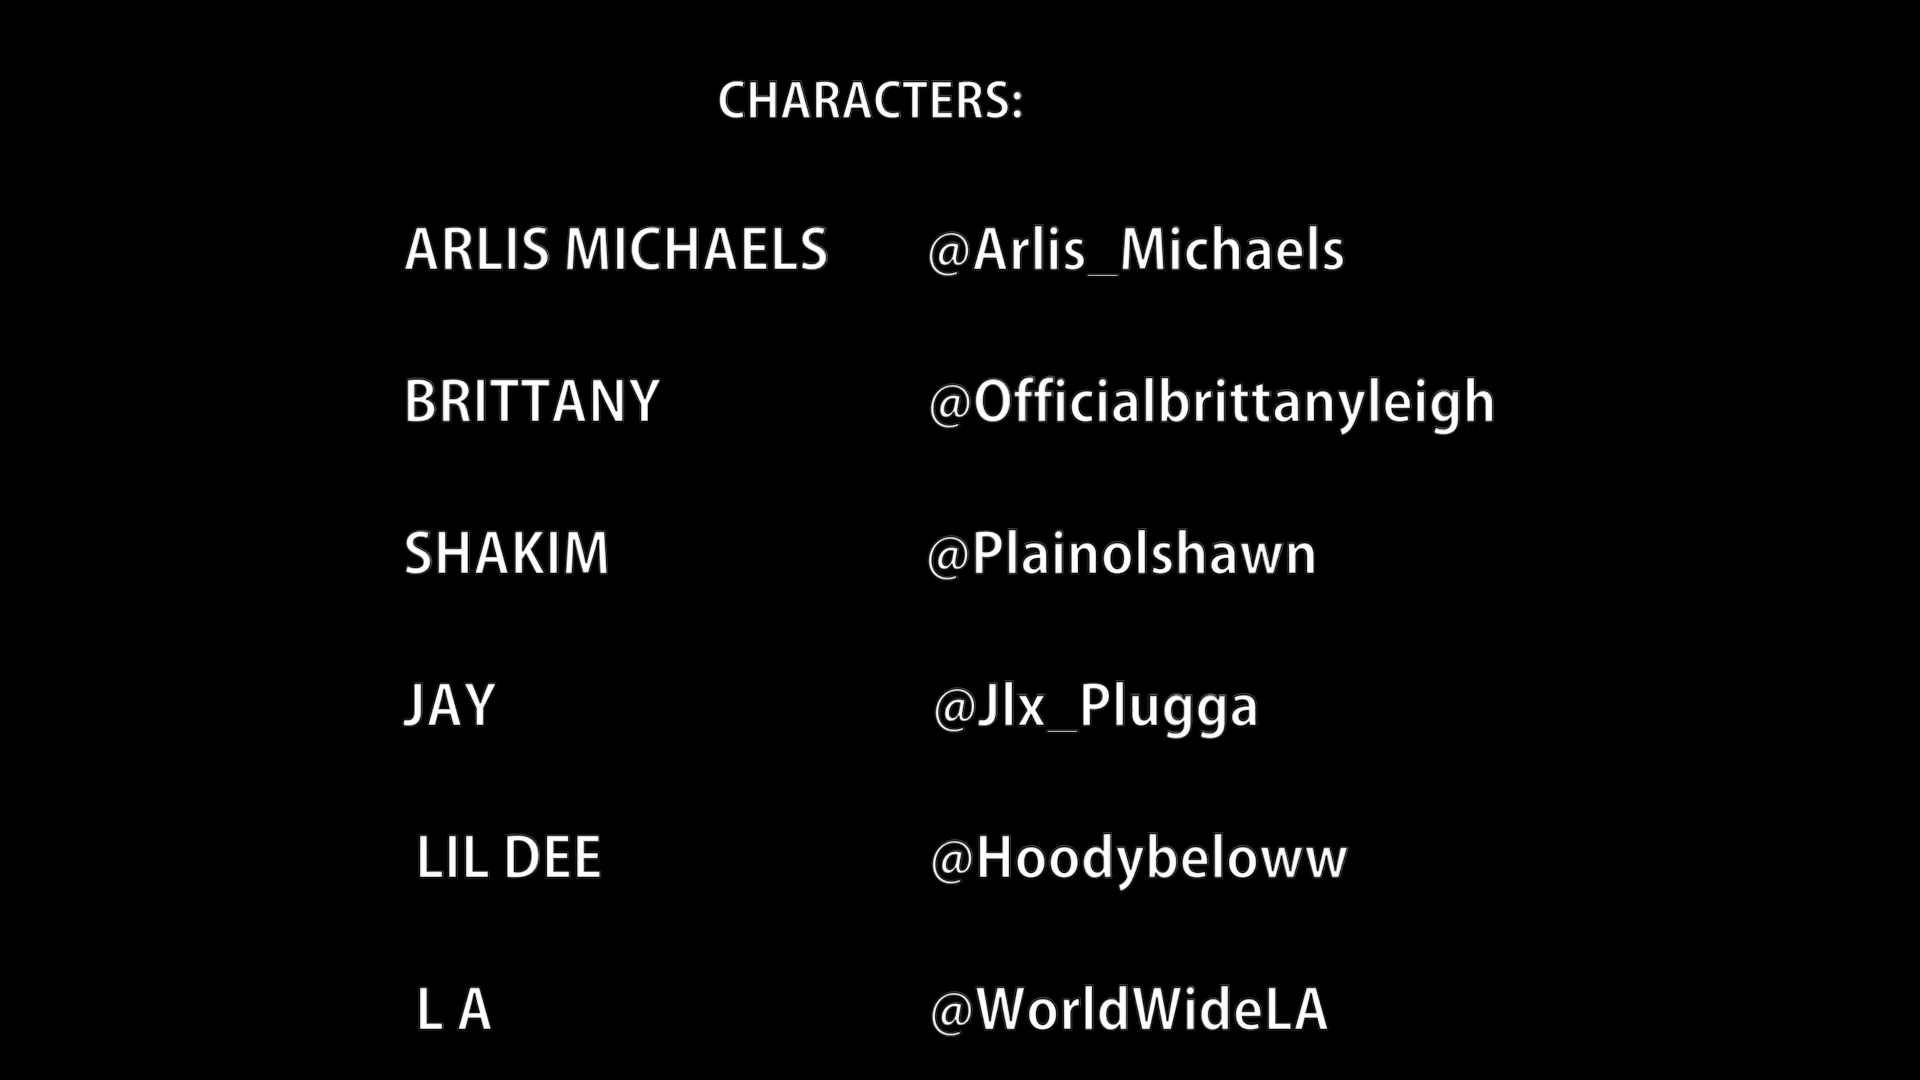 CHARACTERS:
ARLIS MICHAELS @Arlis_Michaels
BRITTANY @Officialbrittanyleigh
SHAKIM @Plainolshawn
JAY @Jlx_Plugga
LIL DEE @Hoodybeloww
L A @WorldWideLA